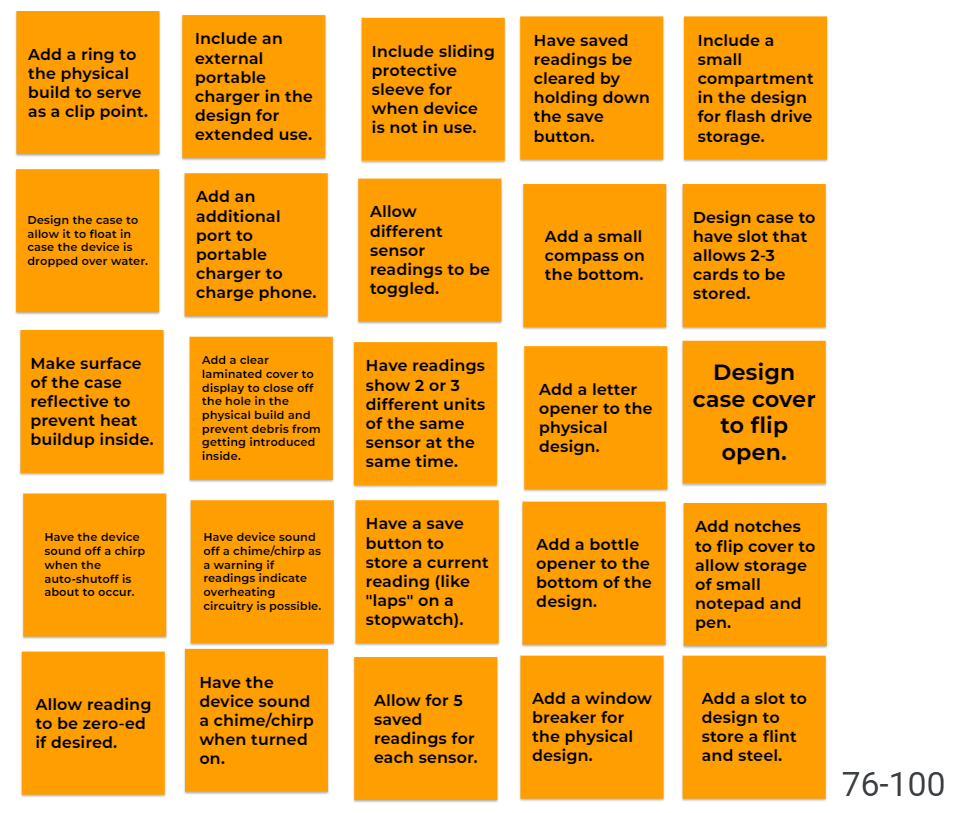 Add a ring to
the physical
build to serve
as a clip point.
Include an
external
portable
charger in the
design for
extended use.
Include sliding
protective
sleeve for
when device
is not in use.
Have saved
readings be
cleared by
holding down
the save
button.
Include a
small
compartment
in the design
for flash drive
storage.
Design the case to
allow it to float in
case the device is
dropped over water.
Add an
additional
port to
portable
charger to
charge phone.
Allow
different
sensor
readings to be
toggled.
Add a small
compass on
the bottom.
Design case to
have slot that
allows 2-3
cards to be
stored.
Make surface
of the case
reflective to
prevent heat
buildup inside.
Add a clear
laminated cover to
display to close off
the hole in the
physical build and
prevent debris from
getting introduced
inside.
Have readings
show 2 or 3
different units
of the same
sensor at the
same time.
Add a letter
opener to the
physical
design.
Design
case cover
to flip
open.
Have the device
sound off a chirp
when the
auto-shutoff is
about to occur.
Have device sound
off a chime/chirp as
a warning if
readings indicate
overheating
circuitry is possible.
Have a save
button to
store a current
reading (like
"laps" on a
stopwatch).
Add a bottle
opener to the
bottom of the
design.
Add notches
to flip cover to
allow storage
of small
notepad and
pen.
Allow reading
to be zero-ed
if desired.
Have the
device sound
a chime/chirp
when turned
on.
Allow for 5
saved
readings for
each sensor.
Add a window
breaker for
the physical
design.
Add a slot to
design to
store a flint
and steel.
76-100